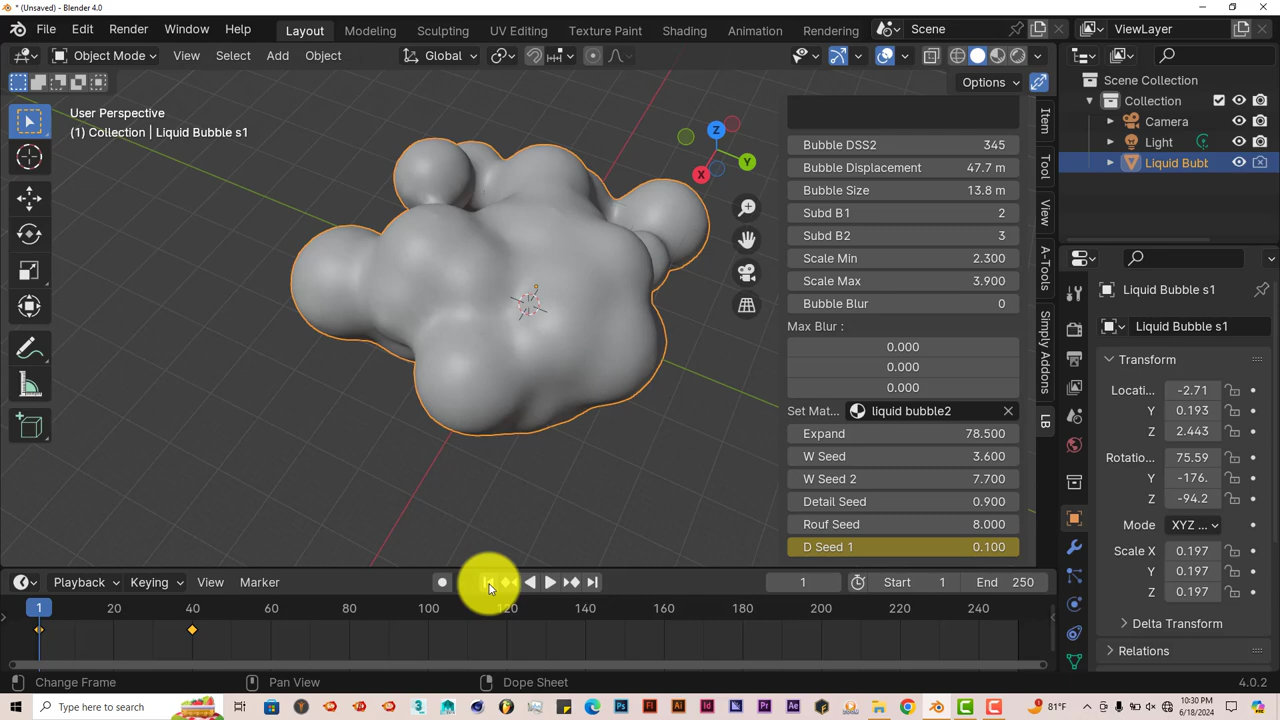 * (Unsaved) - Blender 4.0
File Edit Render Window Help Layout Modeling Sculpting UV Editing Texture Paint Shading Animation Rendering Scene ViewLayer
Object Mode View Select Add Object Global
Options
User Perspective
(1) Collection | Liquid Bubble s1
Z
Y
X
Bubble DSS2 345
Bubble Displacement 47.7 m
Bubble Size 13.8 m
Subd B1 2
Subd B2 3
Scale Min 2.300
Scale Max 3.900
Bubble Blur 0
Max Blur :
0.000
0.000
0.000
Set Mat... liquid bubble2
Expand 78.500
W Seed 3.600
W Seed 2 7.700
Detail Seed 0.900
Rouf Seed 8.000
D Seed 1 0.100
Item
Tool
View
A-Tools
Simply Addons
LB
Scene Collection
Collection
Camera
Light
Liquid Bubt
Liquid Bubble s1
Liquid Bubble s1
Transform
Locati... -2.71
Y 0.193
Z 2.443
Rotatio... 75.59
Y -176.
Z -94.2
Mode XYZ ...
Scale X 0.197
Y 0.197
Z 0.197
Delta Transform
Relations
Playback Keying View Marker 1 Start 1 End 250
1 20 40 60 80 100 120 140 160 180 200 220 240
Change Frame Pan View Dope Sheet 4.0.2
Type here to search 81°F 10:30 PM
6/18/2024